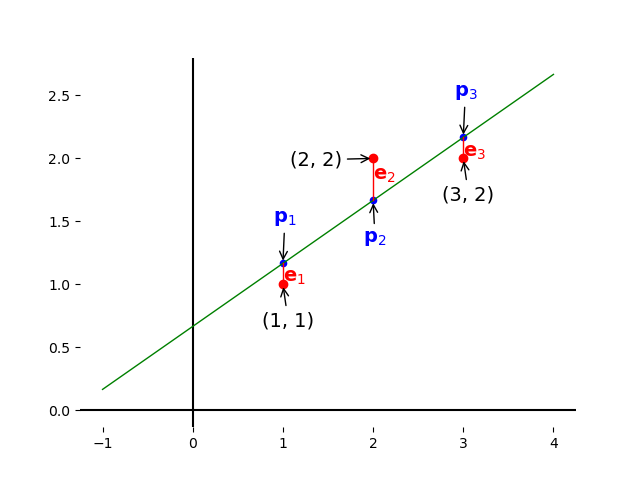 2.5
p₃
(2, 2)
2.0
e₂
e₃
(3, 2)
p₁
1.5
p₂
e₁
1.0
(1, 1)
0.5
0.0
−1 0 1 2 3 4